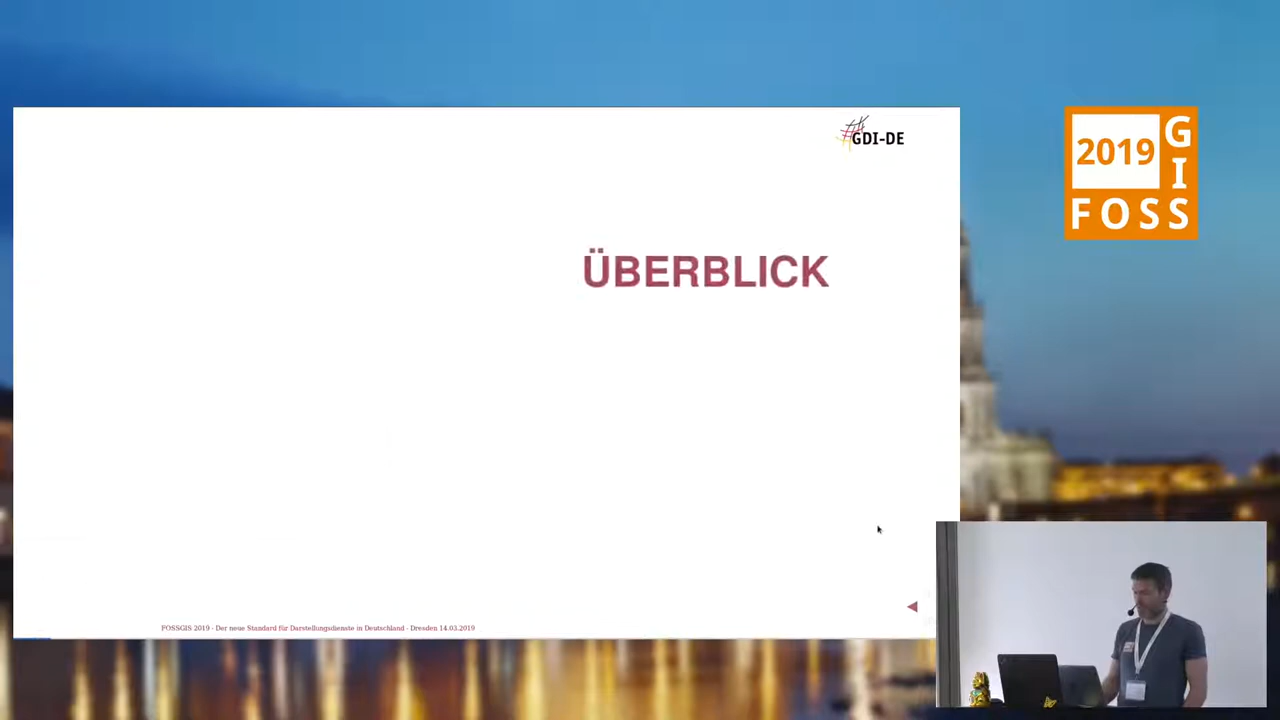 GDI-DE
ÜBERBLICK
FOSSGIS 2019 - Der neue Standard für Darstellungsdienste in Deutschland - Dresden 14.03.2019
2019
G
I
FOSS